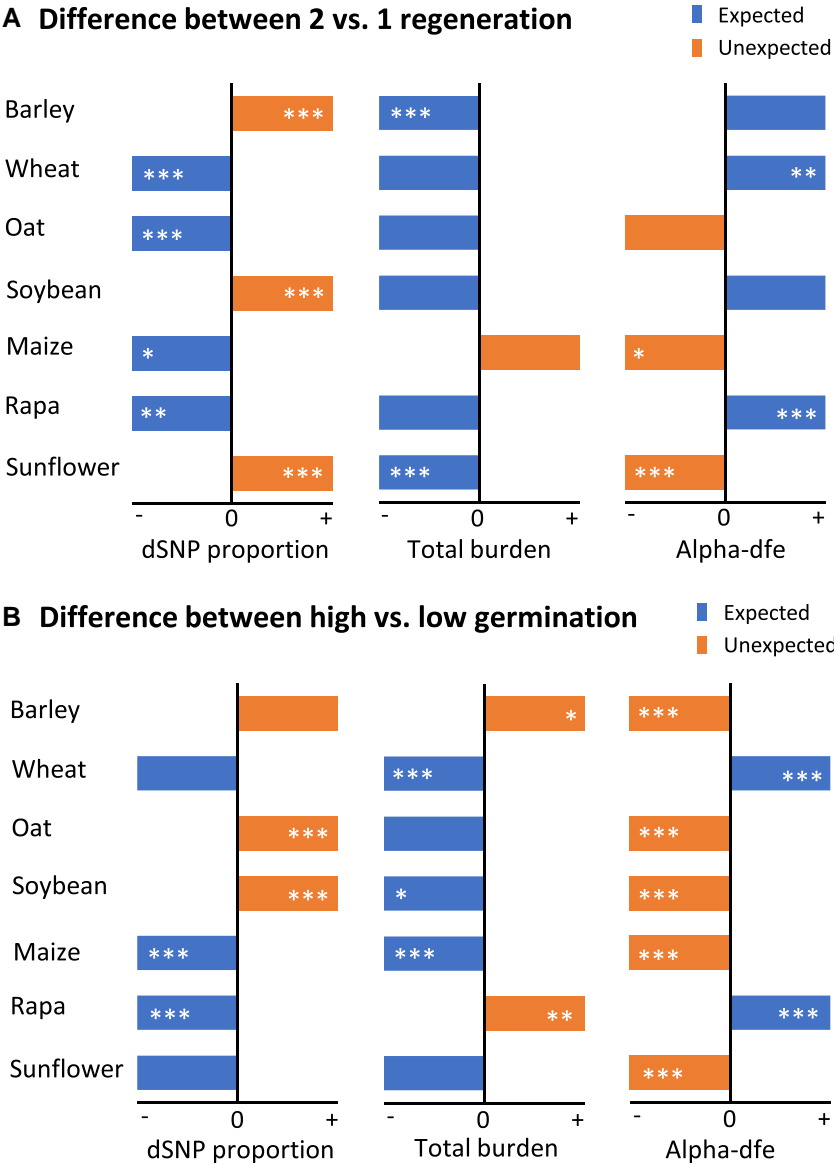 A Difference between 2 vs. 1 regeneration
Expected
Unexpected
Barley *** ***
Wheat *** **
Oat ***
Soybean ***
Maize * *
Rapa ** ***
Sunflower *** *** ***
- 0 + - 0 + - 0 +
dSNP proportion Total burden Alpha-dfe
B Difference between high vs. low germination
Expected
Unexpected
Barley * ***
Wheat *** ***
Oat *** ***
Soybean *** * ***
Maize *** *** ***
Rapa *** ** ***
Sunflower ***
- 0 + - 0 + - 0 +
dSNP proportion Total burden Alpha-dfe